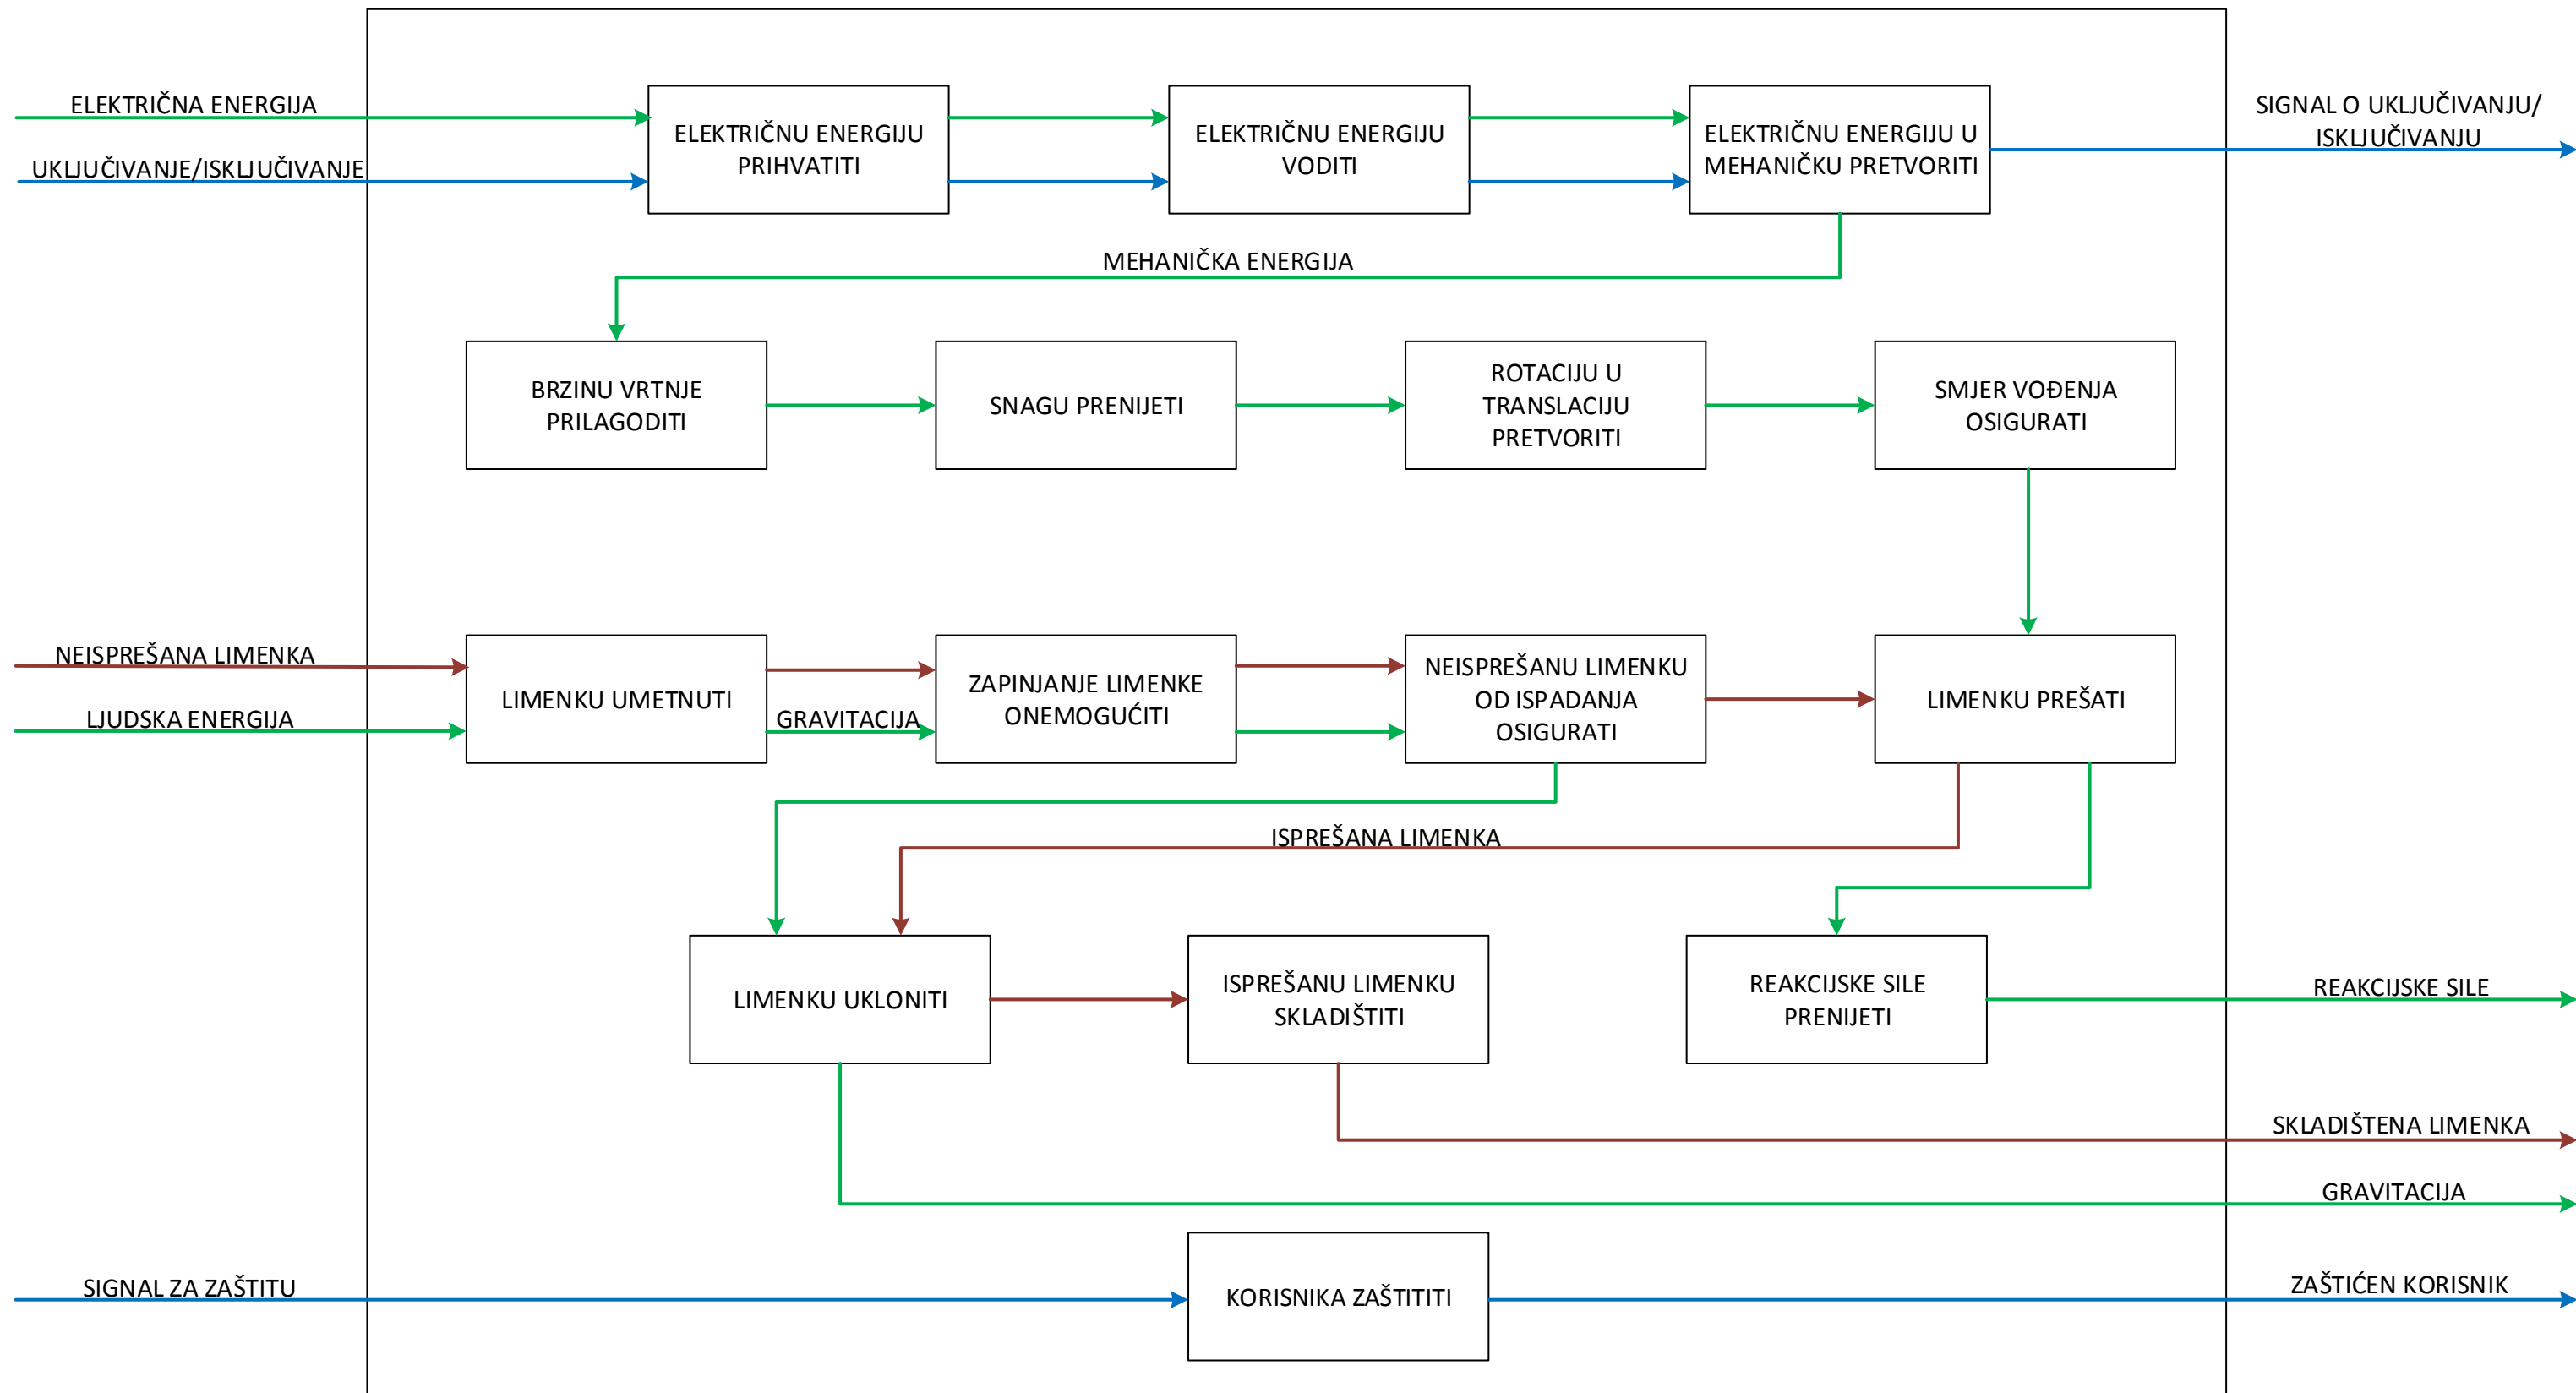 ELEKTRIČNA ENERGIJA
UKLJUČIVANJE/ISKLJUČIVANJE
ELEKTRIČNU ENERGIJU
PRIHVATITI
ELEKTRIČNU ENERGIJU
VODITI
ELEKTRIČNU ENERGIJU U
MEHANIČKU PRETVORITI
SIGNAL O UKLJUČIVANJU/
ISKLJUČIVANJU
MEHANIČKA ENERGIJA
BRZINU VRTNJE
PRILAGODITI
SNAGU PRENIJETI
ROTACIJU U
TRANSLACIJU
PRETVORITI
SMJER VOĐENJA
OSIGURATI
NEISPREŠANA LIMENKA
LJUDSKA ENERGIJA
LIMENKU UMETNUTI
GRAVITACIJA
ZAPINJANJE LIMENKE
ONEMOGUĆITI
NEISPREŠANU LIMENKU
OD ISPADANJA
OSIGURATI
LIMENKU PREŠATI
ISPREŠANA LIMENKA
LIMENKU UKLONITI
ISPREŠANU LIMENKU
SKLADIŠTITI
REAKCIJSKE SILE
PRENIJETI
REAKCIJSKE SILE
SKLADIŠTENA LIMENKA
GRAVITACIJA
SIGNAL ZA ZAŠTITU
KORISNIKA ZAŠTITITI
ZAŠTIĆEN KORISNIK